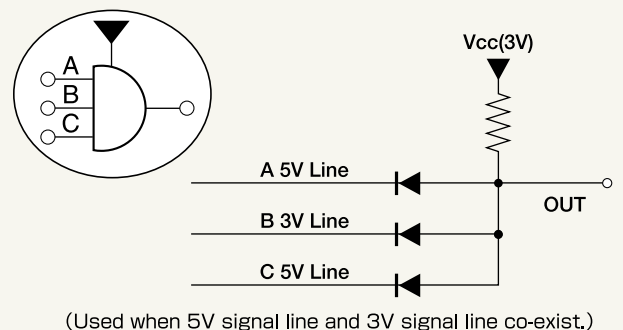 A
B
C
Vcc(3V)
A 5V Line
OUT
B 3V Line
C 5V Line
(Used when 5V signal line and 3V signal line co-exist.)